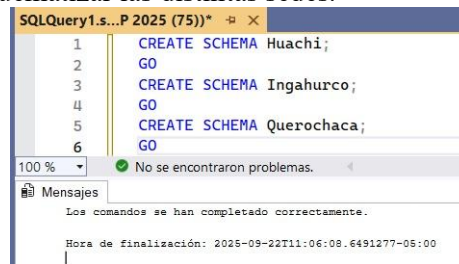 SQLQuery1.s...P 2025 (75))*
1 CREATE SCHEMA Huachi;
2 GO
3 CREATE SCHEMA Ingahurco;
4 GO
5 CREATE SCHEMA Querochaca;
6 GO
100 % No se encontraron problemas.
Mensajes
Los comandos se han completado correctamente.
Hora de finalización: 2025-09-22T11:06:08.6491277-05:00